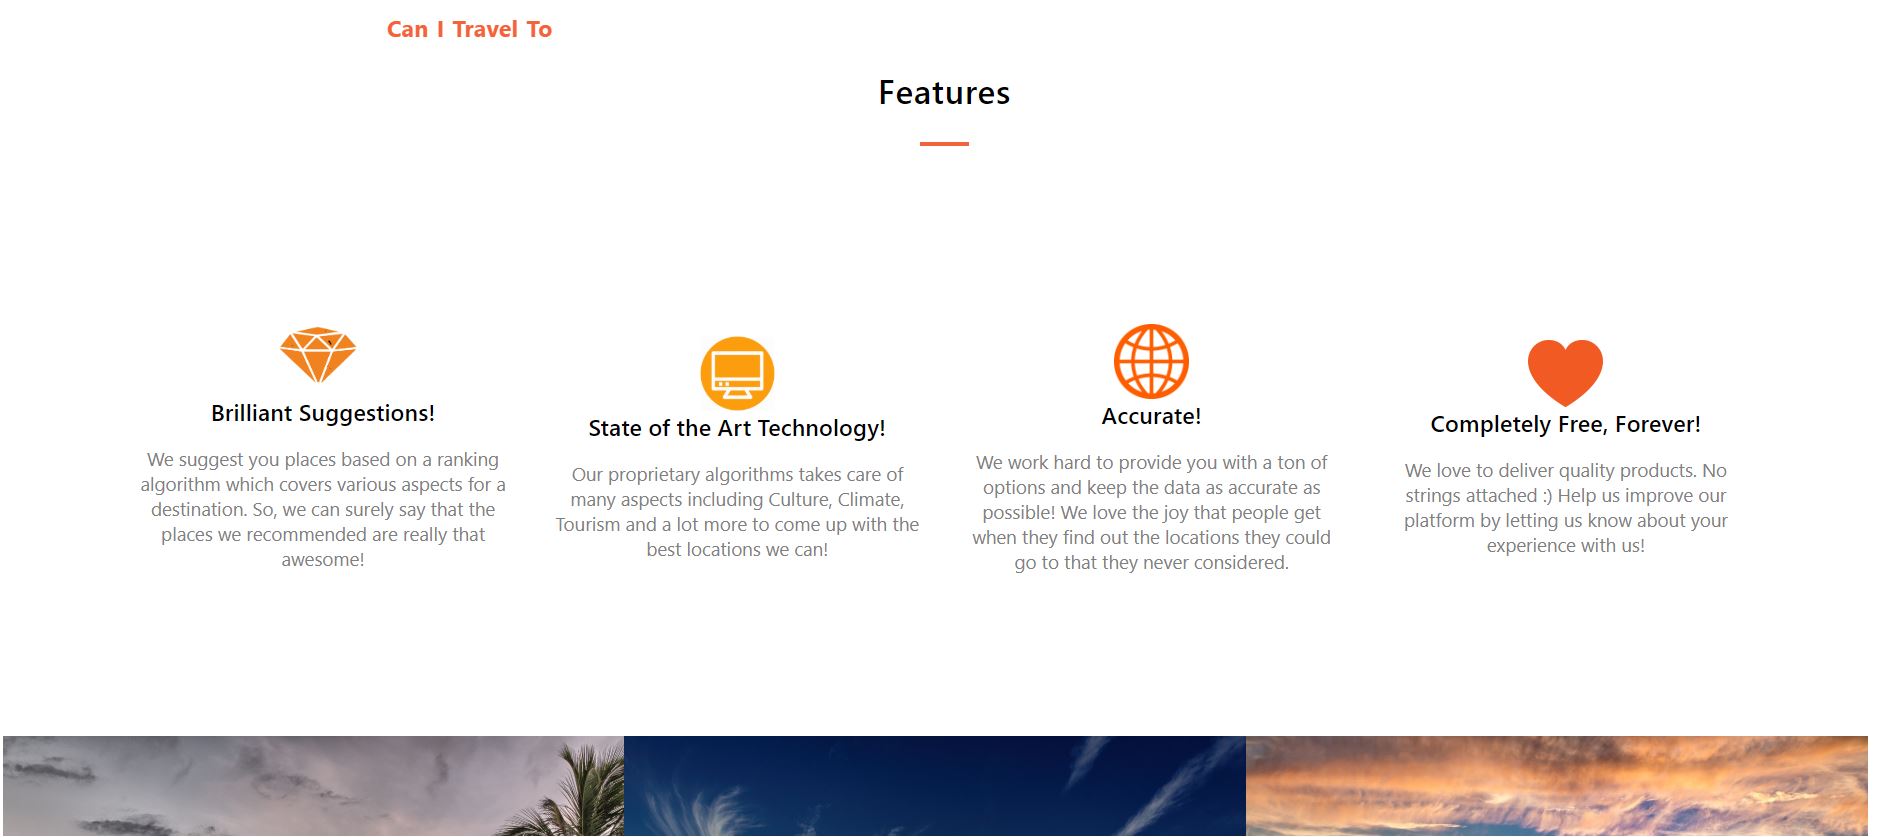 Can I Travel To
Features
Brilliant Suggestions!
We suggest you places based on a ranking
algorithm which covers various aspects for a
destination. So, we can surely say that the
places we recommended are really that
awesome!
State of the Art Technology!
Our proprietary algorithms takes care of
many aspects including Culture, Climate,
Tourism and a lot more to come up with the
best locations we can!
Accurate!
We work hard to provide you with a ton of
options and keep the data as accurate as
possible! We love the joy that people get
when they find out the locations they could
go to that they never considered.
Completely Free, Forever!
We love to deliver quality products. No
strings attached :) Help us improve our
platform by letting us know about your
experience with us!